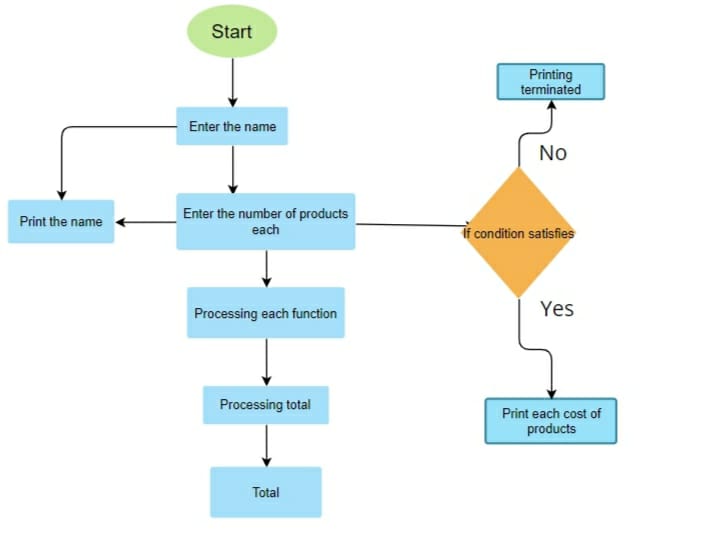 Start
Printing
terminated
Enter the name
No
Print the name
Enter the number of products
each
If condition satisfies
Processing each function
Yes
Processing total
Print each cost of
products
Total